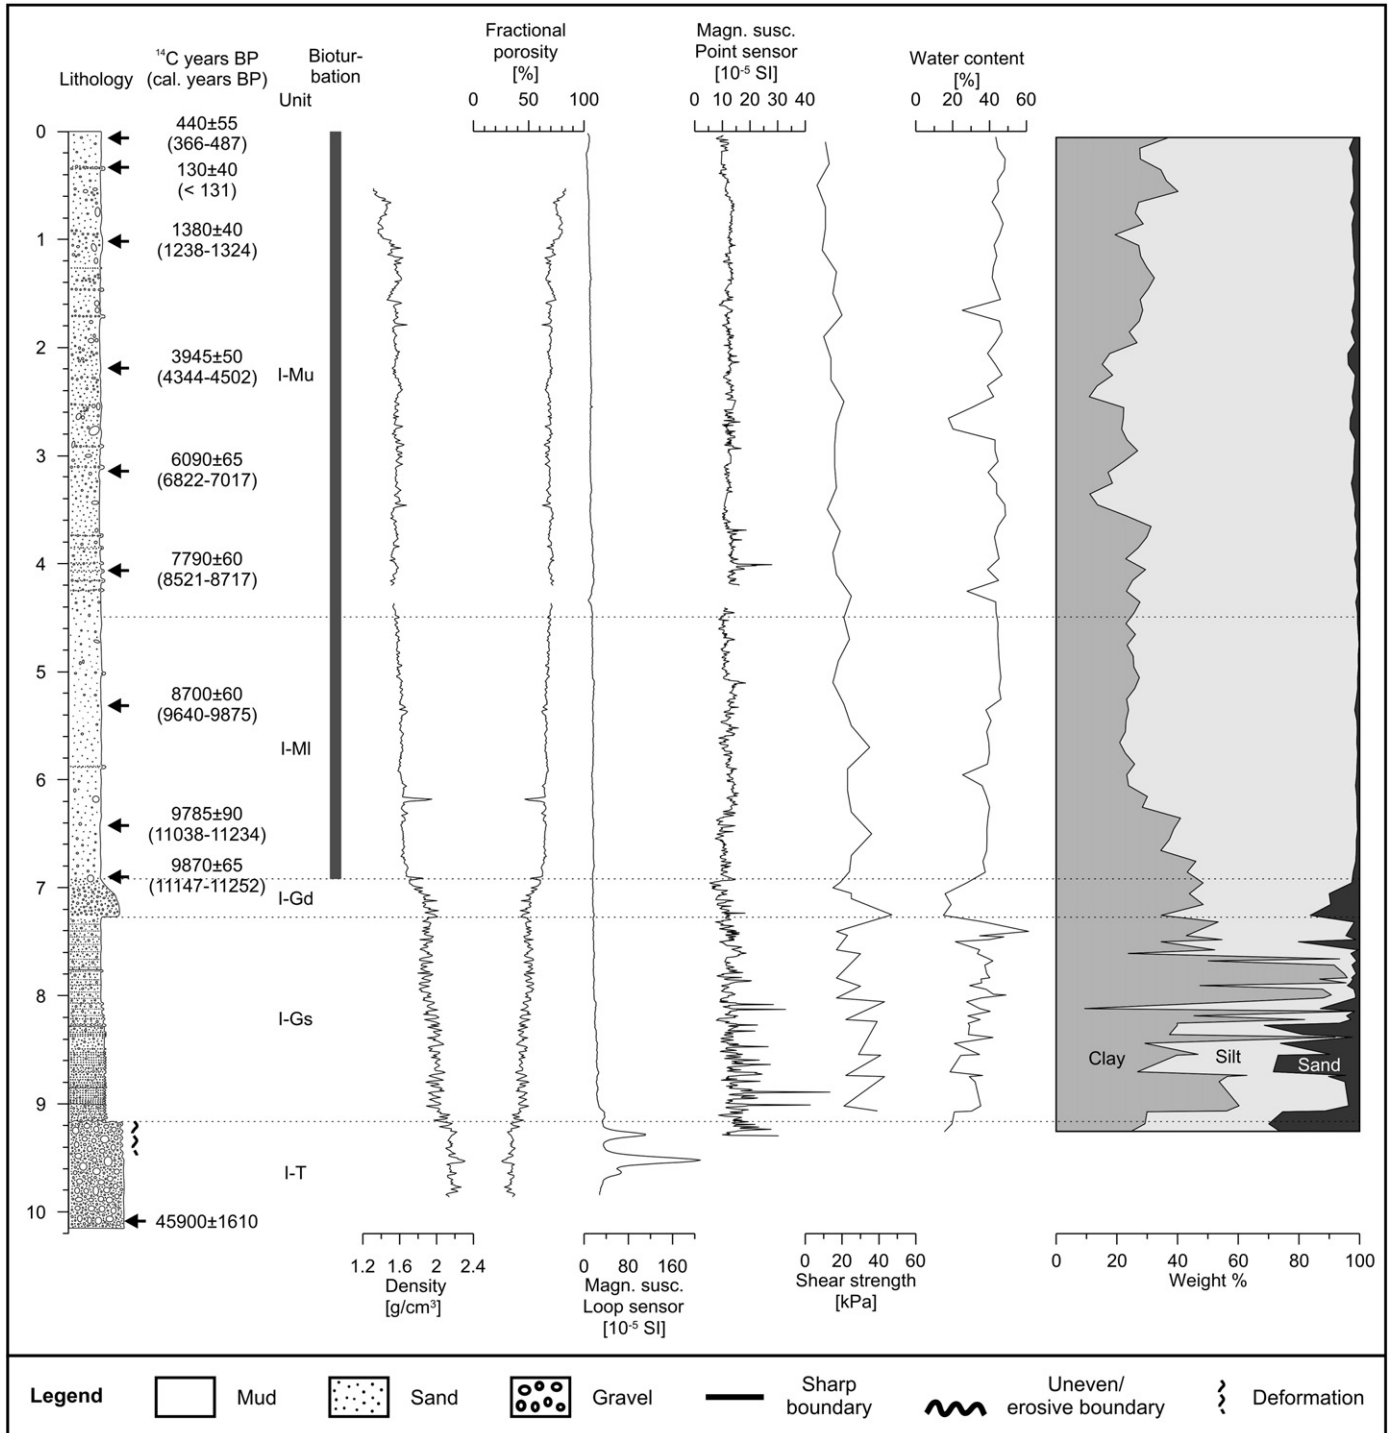 Lithology
¹⁴C years BP
(cal. years BP)
Biotur-
bation
Unit
Fractional
porosity
[%]
0 50 100
Magn. susc.
Point sensor
[10⁻⁵ SI]
0 10 20 30 40
Water content
[%]
0 20 40 60
0
1
2
3
4
5
6
7
8
9
10
440±55
(366-487)
130±40
(< 131)
1380±40
(1238-1324)
3945±50
(4344-4502)
6090±65
(6822-7017)
7790±60
(8521-8717)
8700±60
(9640-9875)
9785±90
(11038-11234)
9870±65
(11147-11252)
45900±1610
I-Mu
I-Ml
I-Gd
I-Gs
I-T
Clay
Silt
Sand
1.2 1.6 2 2.4
Density
[g/cm³]
0 80 160
Magn. susc.
Loop sensor
[10⁻⁵ SI]
0 20 40 60
Shear strength
[kPa]
0 20 40 60 80 100
Weight %
Legend
Mud
Sand
Gravel
Sharp
boundary
Uneven/
erosive boundary
Deformation